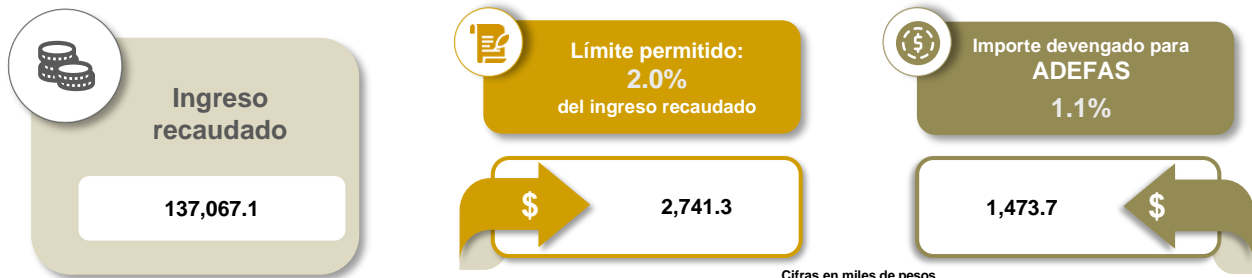 Ingreso
recaudado
137,067.1
Límite permitido:
2.0%
del ingreso recaudado
$
2,741.3
Importe devengado para
ADEFAS
1.1%
1,473.7
$
Cifras en miles de pesos